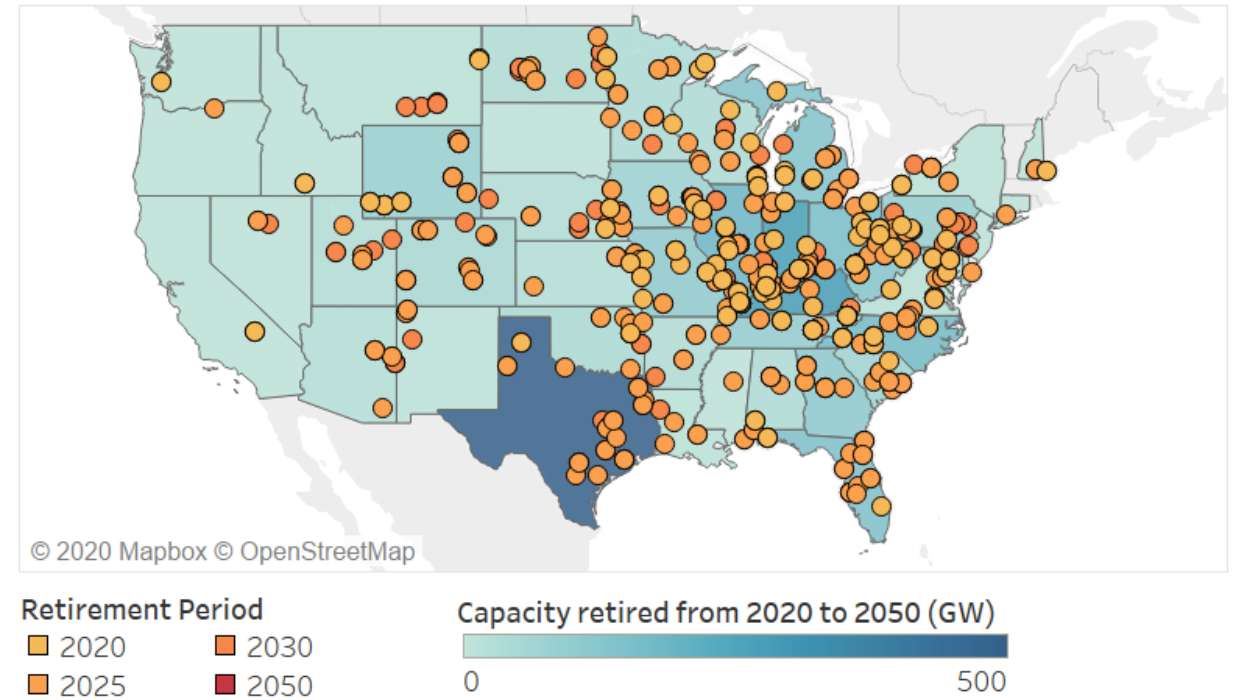 © 2020 Mapbox © OpenStreetMap
Retirement Period
2020
2030
2025
2050
Capacity retired from 2020 to 2050 (GW)
0
500